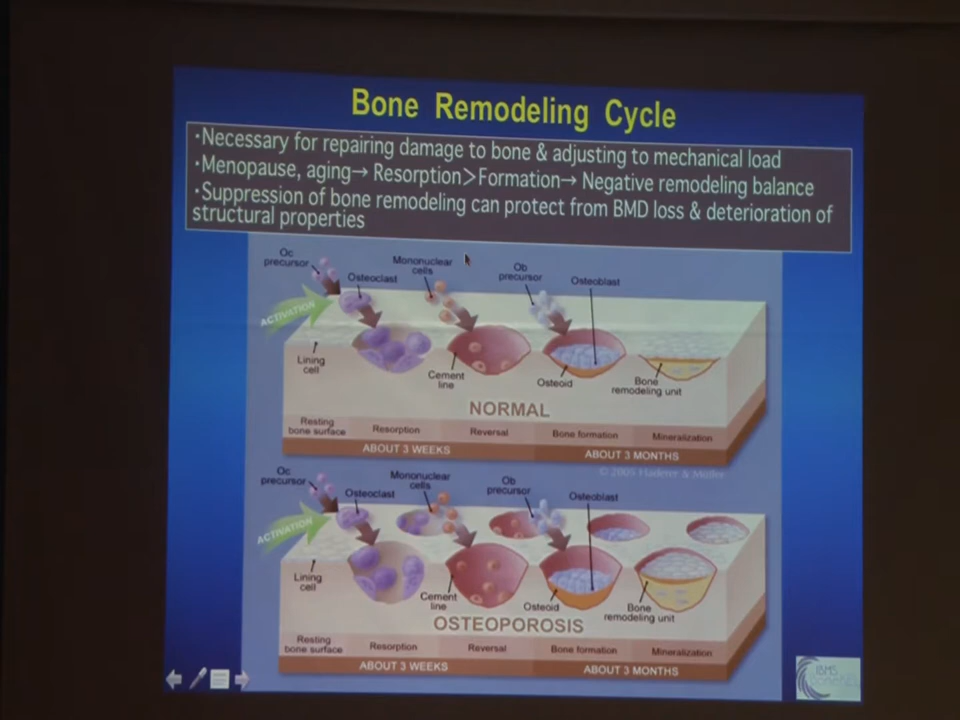 Bone Remodeling Cycle
·Necessary for repairing damage to bone & adjusting to mechanical load
·Menopause, aging→ Resorption>Formation→ Negative remodeling balance
·Suppression of bone remodeling can protect from BMD loss & deterioration of
structural properties
Oc
precursor
Osteoclast
Mononuclear
cells
Ob
precursor
Osteoblast
ACTIVATION
Lining
cell
Cement
line
Osteoid
Bone
remodeling unit
NORMAL
Resting
bone surface
Resorption
Reversal
Bone formation
Mineralization
ABOUT 3 WEEKS
ABOUT 3 MONTHS
© 2005
Oc
precursor
Osteoclast
Mononuclear
cells
Ob
precursor
Osteoblast
ACTIVATION
Lining
cell
Cement
line
Osteoid
Bone
remodeling unit
OSTEOPOROSIS
Resting
bone surface
Resorption
Reversal
Bone formation
Mineralization
ABOUT 3 WEEKS
ABOUT 3 MONTHS
IBMS